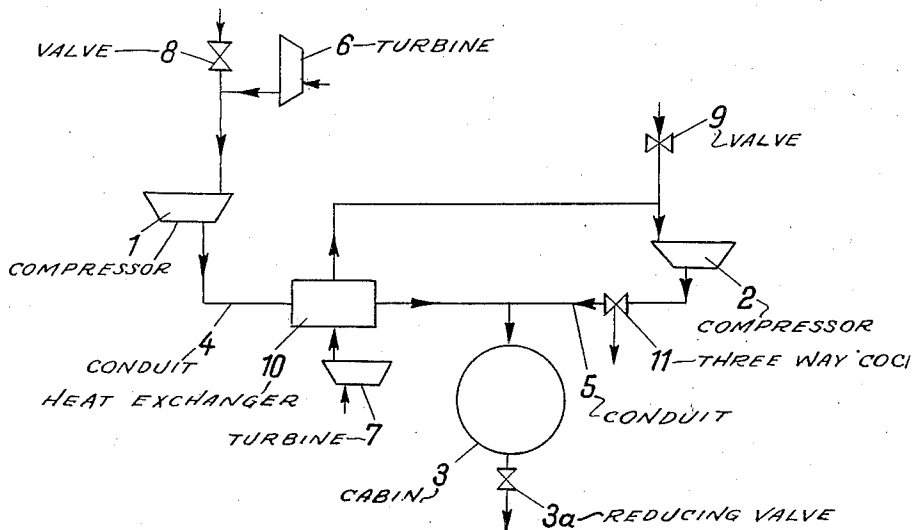 6 - TURBINE
VALVE - 8
9
VALVE
1
COMPRESSOR
2
COMPRESSOR
4
CONDUIT
10
HEAT EXCHANGER
11 - THREE WAY COC
5
CONDUIT
TURBINE - 7
3
CABIN
3a - REDUCING VALVE